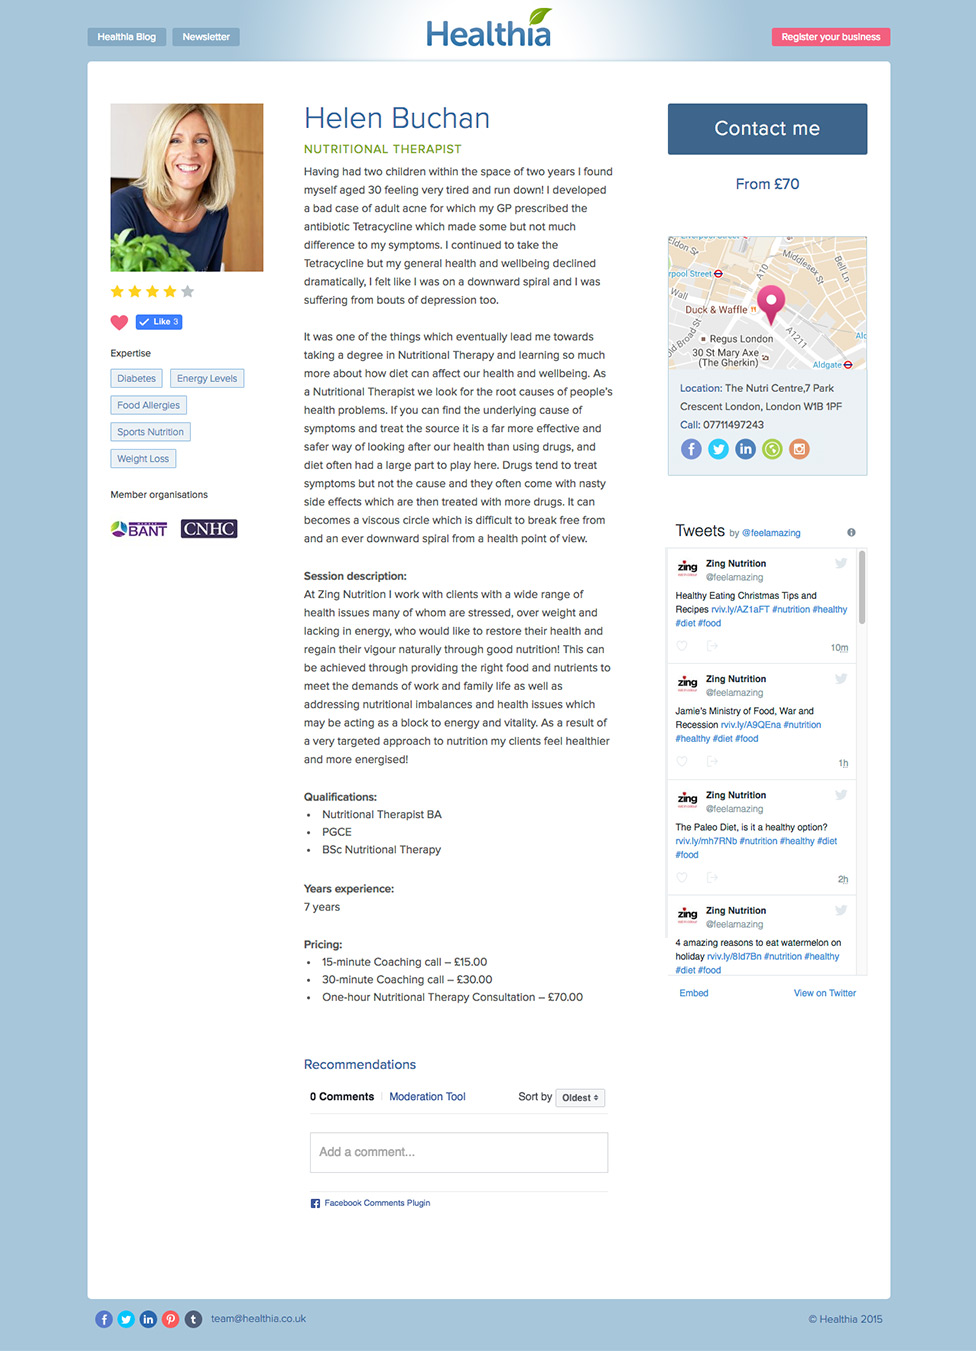 Healthia Blog
Newsletter
Healthia
Register your business
Helen Buchan
NUTRITIONAL THERAPIST
Having had two children within the space of two years I found
myself aged 30 feeling very tired and run down! I developed
a bad case of adult acne for which my GP prescribed the
antibiotic Tetracycline which made some but not much
difference to my symptoms. I continued to take the
Tetracycline but my general health and wellbeing declined
dramatically, I felt like I was on a downward spiral and I was
suffering from bouts of depression too.
It was one of the things which eventually lead me towards
taking a degree in Nutritional Therapy and learning so much
more about how diet can affect our health and wellbeing. As
a Nutritional Therapist we look for the root causes of people's
health problems. If you can find the underlying cause of
symptoms and treat the source it is a far more effective and
safer way of looking after our health than using drugs, and
diet often had a large part to play here. Drugs tend to treat
symptoms but not the cause and they often come with nasty
side effects which are then treated with more drugs. It can
becomes a viscous circle which is difficult to break free from
and an ever downward spiral from a health point of view.
Session description:
At Zing Nutrition I work with clients with a wide range of
health issues many of whom are stressed, over weight and
lacking in energy, who would like to restore their health and
regain their vigour naturally through good nutrition! This can
be achieved through providing the right food and nutrients to
meet the demands of work and family life as well as
addressing nutritional imbalances and health issues which
may be acting as a block to energy and vitality. As a result of
a very targeted approach to nutrition my clients feel healthier
and more energised!
Qualifications:
• Nutritional Therapist BA
• PGCE
• BSc Nutritional Therapy
Years experience:
7 years
Pricing:
• 15-minute Coaching call – £15.00
• 30-minute Coaching call – £30.00
• One-hour Nutritional Therapy Consultation – £70.00
Recommendations
0 Comments
Moderation Tool
Sort by Oldest
Add a comment...
Facebook Comments Plugin
Like 3
Expertise
Diabetes
Energy Levels
Food Allergies
Sports Nutrition
Weight Loss
Member organisations
BANT
CNHC
Contact me
From £70
Liverpool Street
Eldon St
A10
Middlesex St
Bell Ln
rpool Street
Wall
Duck & Waffle
Old Broad St
Regus London
A1211
30 St Mary Axe
(The Gherkin)
Aldgate
Location: The Nutri Centre,7 Park
Crescent London, London W1B 1PF
Call: 07711497243
Tweets by @feelamazing
zing
Zing Nutrition
@feelamazing
Healthy Eating Christmas Tips and
Recipes rviv.ly/AZ1aFT #nutrition #healthy
#diet #food
10m
zing
Zing Nutrition
@feelamazing
Jamie's Ministry of Food, War and
Recession rviv.ly/A9QEna #nutrition
#healthy #diet #food
1h
zing
Zing Nutrition
@feelamazing
The Paleo Diet, is it a healthy option?
rviv.ly/mh7RNb #nutrition #healthy #diet
#food
2h
zing
Zing Nutrition
@feelamazing
4 amazing reasons to eat watermelon on
holiday rviv.ly/8ld7Bn #nutrition #healthy
#diet #food
Embed
View on Twitter
team@healthia.co.uk
© Healthia 2015